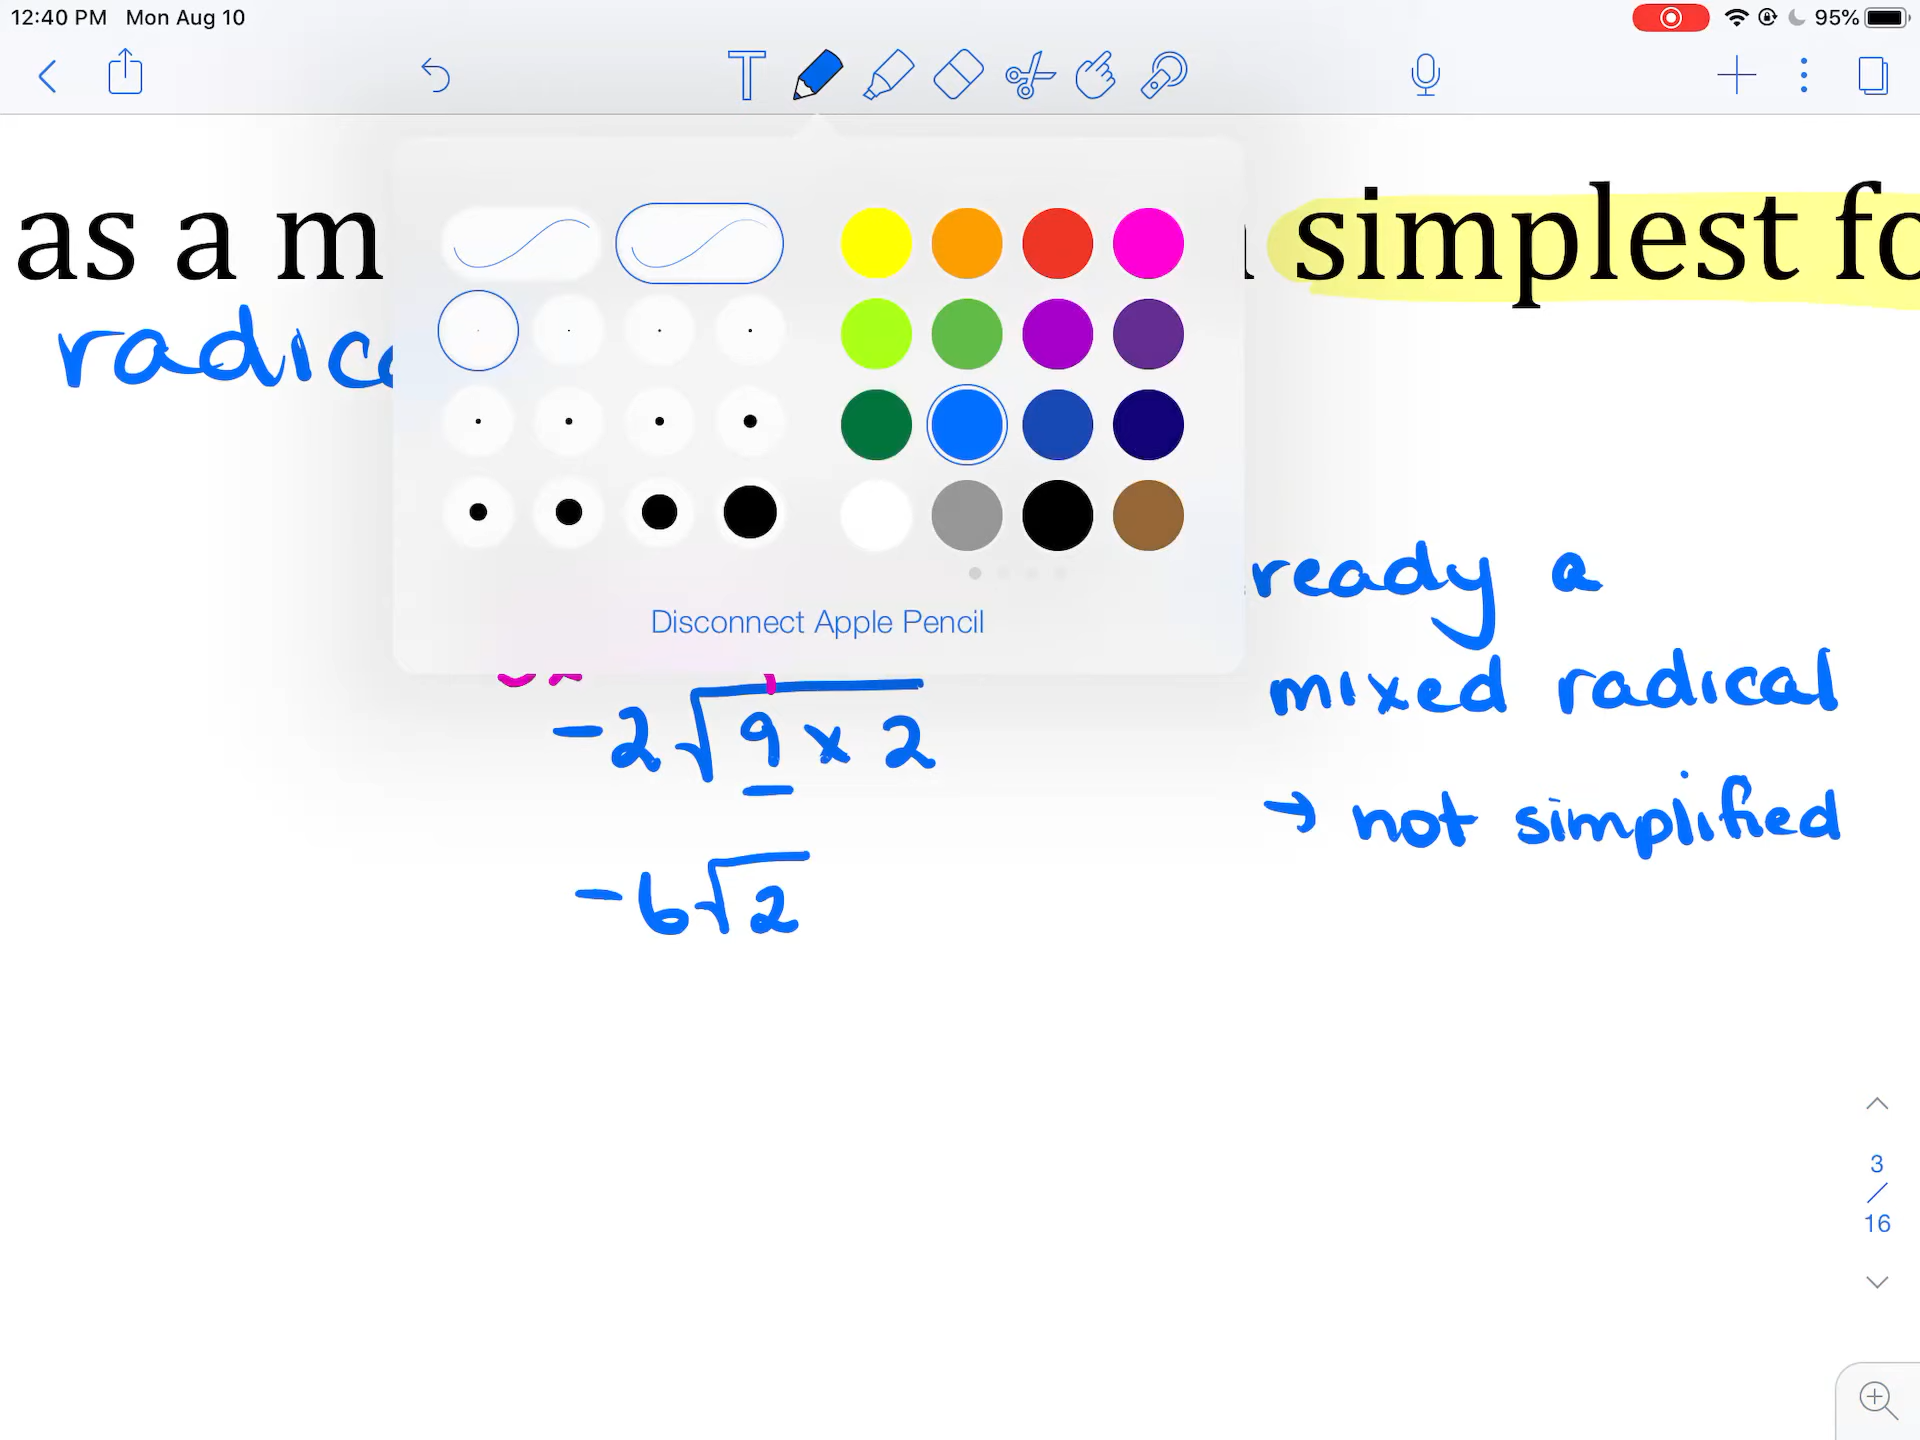 12:40 PM Mon Aug 10
95%
T
as a m
simplest fo
radica
Disconnect Apple Pencil
ready a
mixed radical
→ not simplified
-2√9 x 2
-6√2
3
/
16